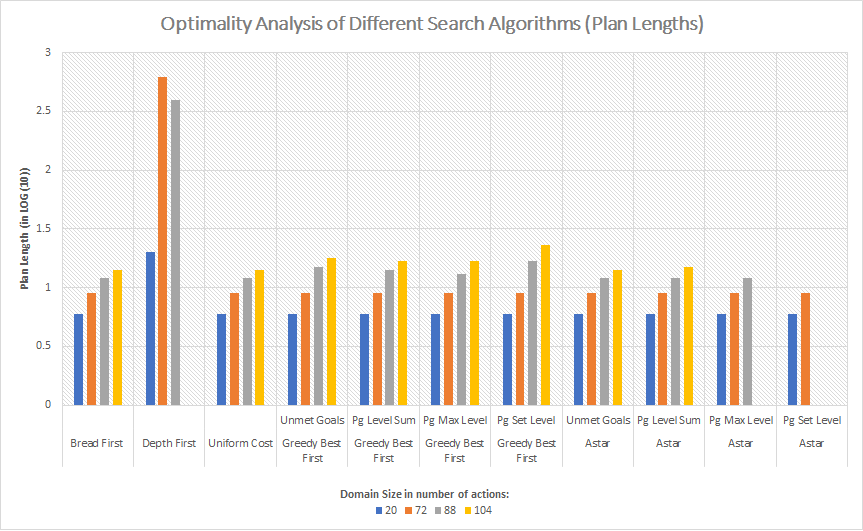 Optimality Analysis of Different Search Algorithms (Plan Lengths)
3
2.5
2
1.5
1
0.5
0
Plan Length (in LOG (10))
Unmet Goals Pg Level Sum Pg Max Level Pg Set Level Unmet Goals Pg Level Sum Pg Max Level Pg Set Level
Bread First Depth First Uniform Cost Greedy Best Greedy Best Greedy Best Greedy Best Astar Astar Astar Astar
First First First First
Domain Size in number of actions:
20 72 88 104